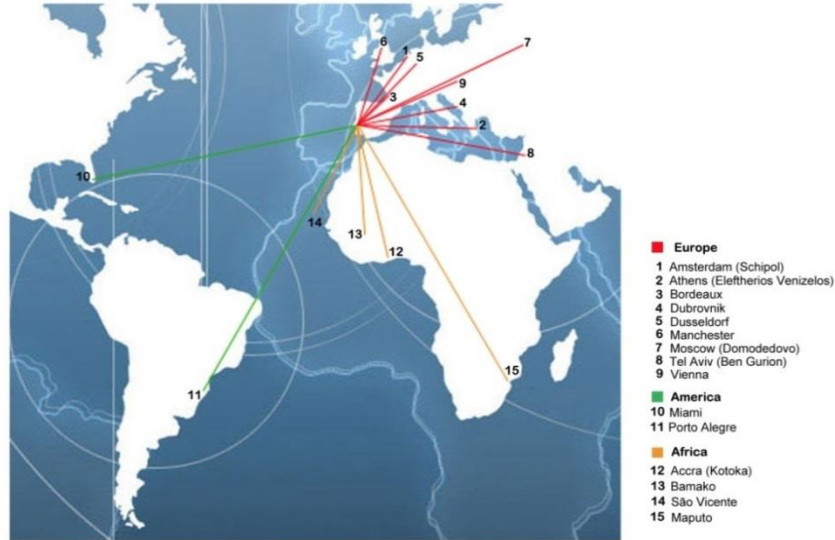 6
1
5
7
9
3
4
2
8
10
14
13
12
15
11
Europe
1 Amsterdam (Schipol)
2 Athens (Eleftherios Venizelos)
3 Bordeaux
4 Dubrovnik
5 Dusseldorf
6 Manchester
7 Moscow (Domodedovo)
8 Tel Aviv (Ben Gurion)
9 Vienna
America
10 Miami
11 Porto Alegre
Africa
12 Accra (Kotoka)
13 Bamako
14 São Vicente
15 Maputo